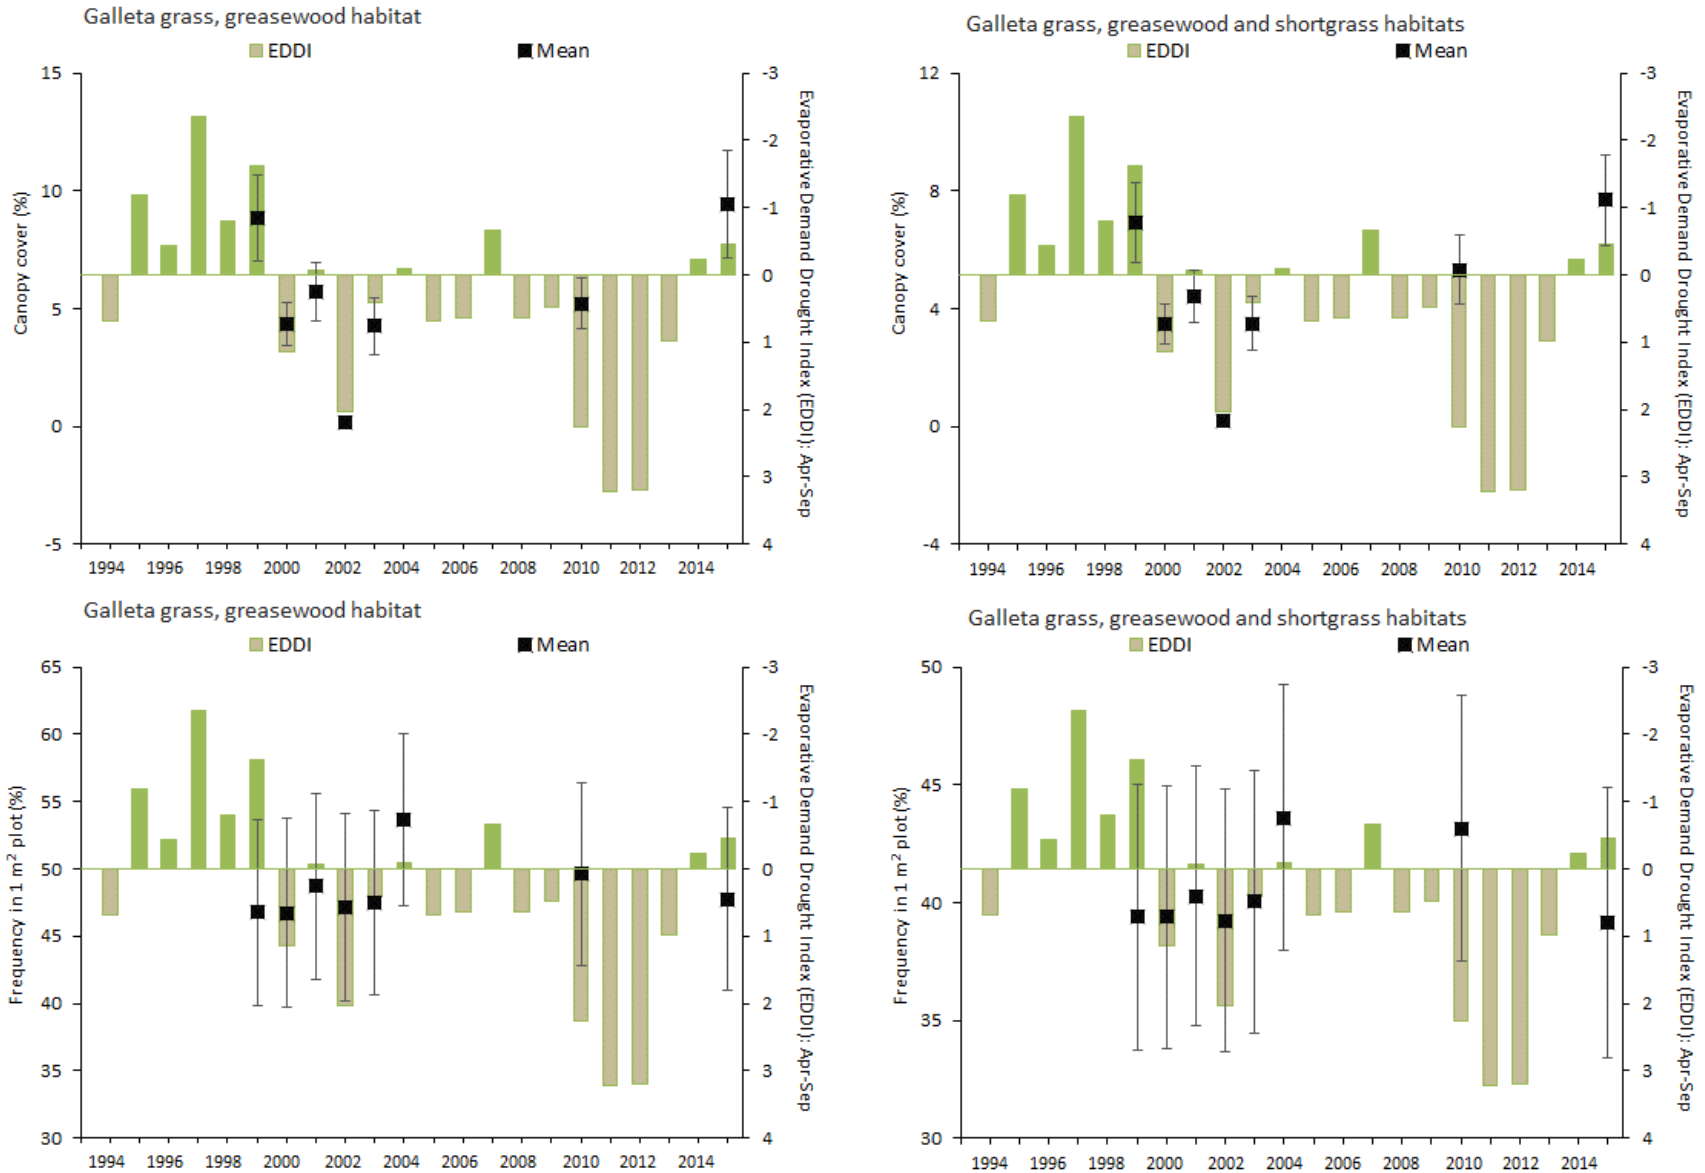 Galleta grass, greasewood habitat
EDDI Mean
15
10
5
0
-5
Canopy cover (%)
-3
-2
-1
0
1
2
3
4
Evaporative Demand Drought Index (EDDI): Apr-Sep
1994 1996 1998 2000 2002 2004 2006 2008 2010 2012 2014
Galleta grass, greasewood and shortgrass habitats
EDDI Mean
12
8
4
0
-4
Canopy cover (%)
-3
-2
-1
0
1
2
3
4
Evaporative Demand Drought Index (EDDI): Apr-Sep
1994 1996 1998 2000 2002 2004 2006 2008 2010 2012 2014
Galleta grass, greasewood habitat
EDDI Mean
65
60
55
50
45
40
35
30
Frequency in 1 m² plot (%)
-3
-2
-1
0
1
2
3
4
Evaporative Demand Drought Index (EDDI): Apr-Sep
1994 1996 1998 2000 2002 2004 2006 2008 2010 2012 2014
Galleta grass, greasewood and shortgrass habitats
EDDI Mean
50
45
40
35
30
Frequency in 1 m² plot (%)
-3
-2
-1
0
1
2
3
4
Evaporative Demand Drought Index (EDDI): Apr-Sep
1994 1996 1998 2000 2002 2004 2006 2008 2010 2012 2014